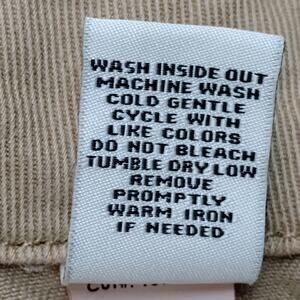 WASH INSIDE OUT
MACHINE WASH
COLD GENTLE
CYCLE WITH
LIKE COLORS
DO NOT BLEACH
TUMBLE DRY LOW
REMOVE
PROMPTLY
WARM IRON
IF NEEDED